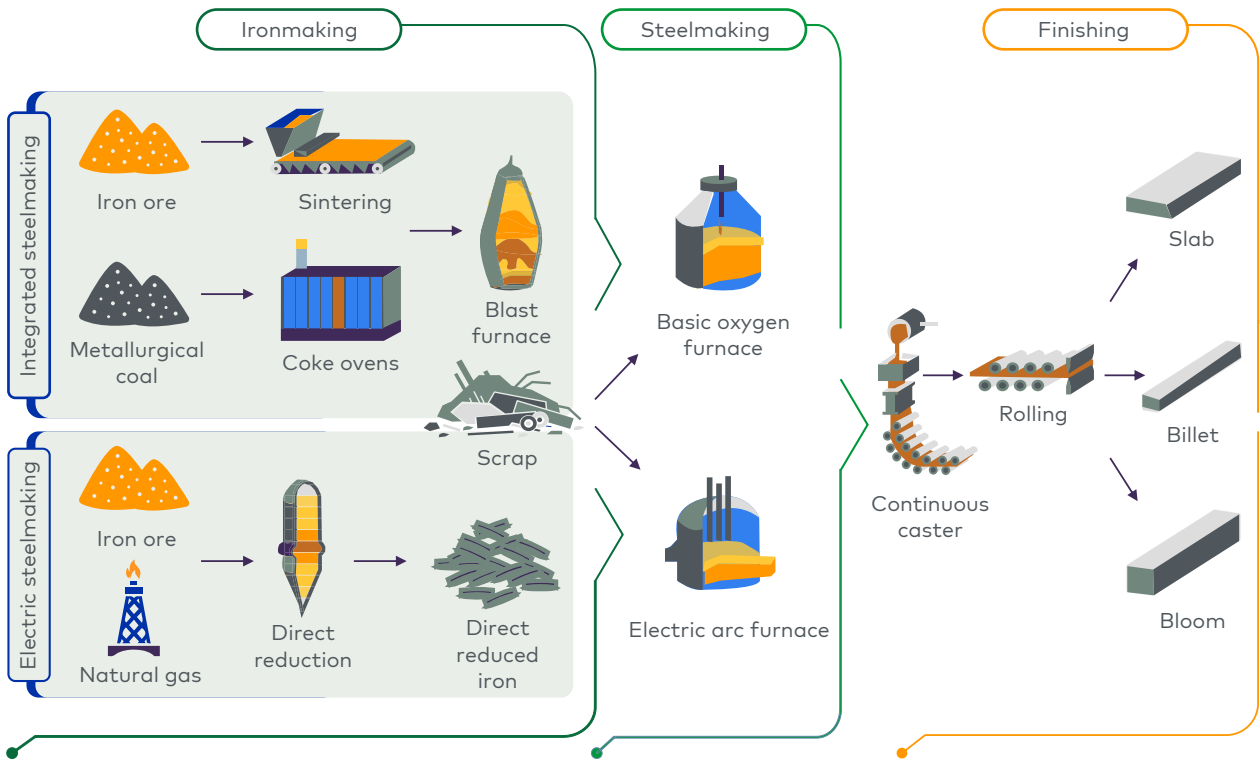 Ironmaking
Steelmaking
Finishing
Integrated steelmaking
Iron ore
Sintering
Metallurgical
coal
Coke ovens
Blast
furnace
Scrap
Electric steelmaking
Iron ore
Natural gas
Direct
reduction
Direct
reduced
iron
Basic oxygen
furnace
Electric arc furnace
Continuous
caster
Rolling
Slab
Billet
Bloom